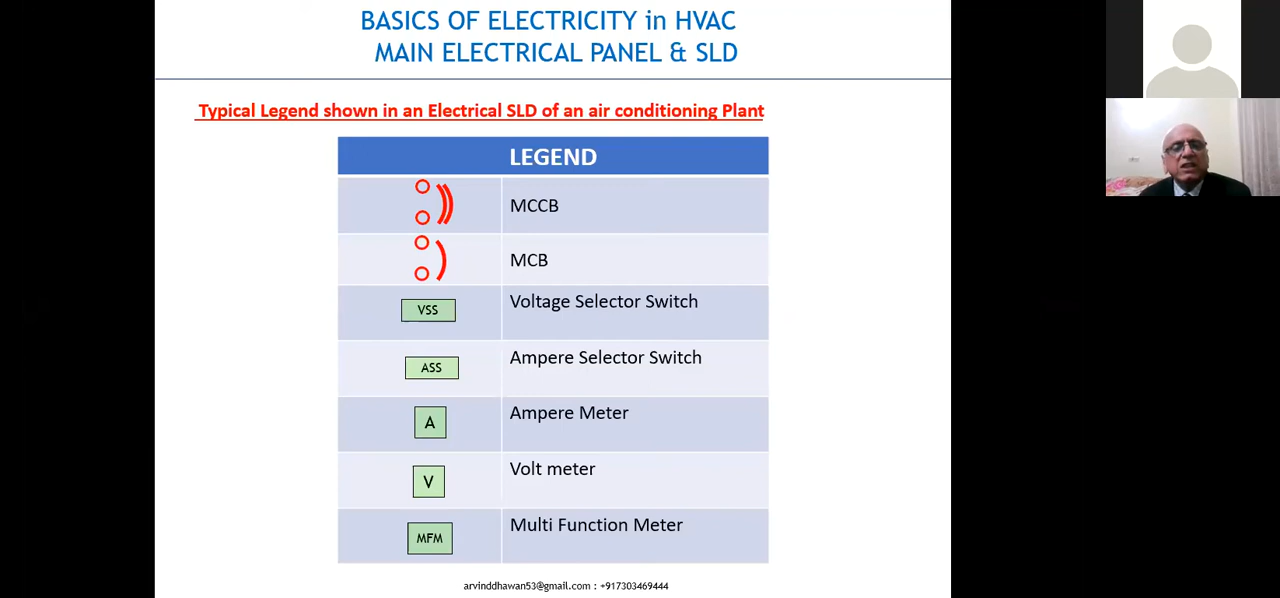 BASICS OF ELECTRICITY in HVAC
MAIN ELECTRICAL PANEL & SLD
Typical Legend shown in an Electrical SLD of an air conditioning Plant
LEGEND
MCCB
MCB
VSS Voltage Selector Switch
ASS Ampere Selector Switch
A Ampere Meter
V Volt meter
MFM Multi Function Meter
arvinddhawan53@gmail.com : +917303469444